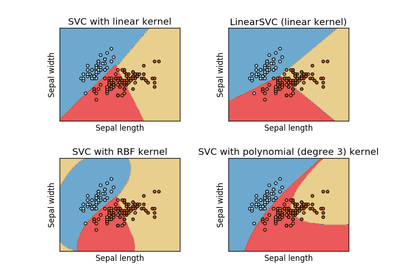 SVC with linear kernel
LinearSVC (linear kernel)
Sepal width
Sepal width
Sepal length
Sepal length
SVC with RBF kernel
SVC with polynomial (degree 3) kernel
Sepal width
Sepal width
Sepal length
Sepal length